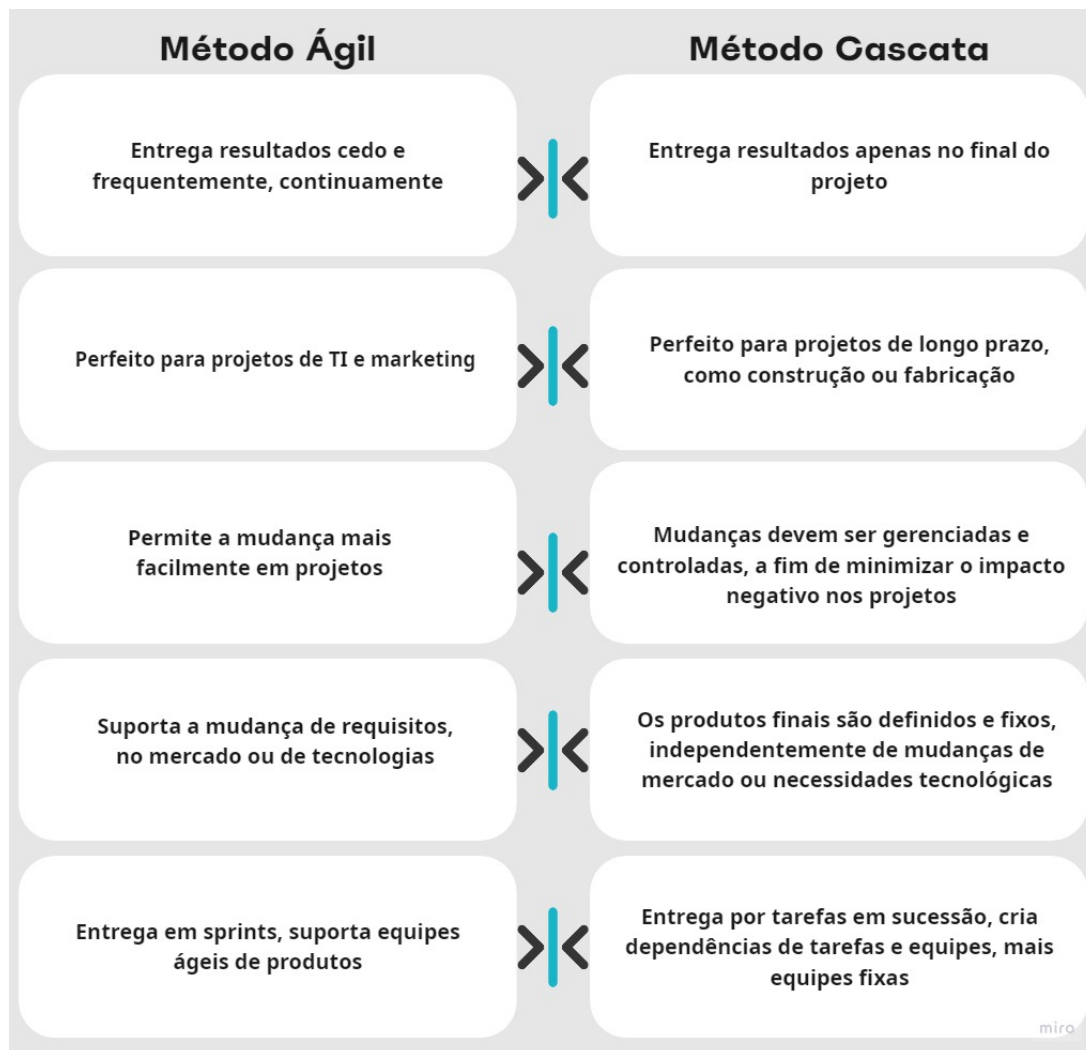 Método Ágil
Método Cascata
Entrega resultados cedo e
frequentemente, continuamente
Entrega resultados apenas no final do
projeto
Perfeito para projetos de TI e marketing
Perfeito para projetos de longo prazo,
como construção ou fabricação
Permite a mudança mais
facilmente em projetos
Mudanças devem ser gerenciadas e
controladas, a fim de minimizar o impacto
negativo nos projetos
Suporta a mudança de requisitos,
no mercado ou de tecnologias
Os produtos finais são definidos e fixos,
independentemente de mudanças de
mercado ou necessidades tecnológicas
Entrega em sprints, suporta equipes
ágeis de produtos
Entrega por tarefas em sucessão, cria
dependências de tarefas e equipes, mais
equipes fixas
miro